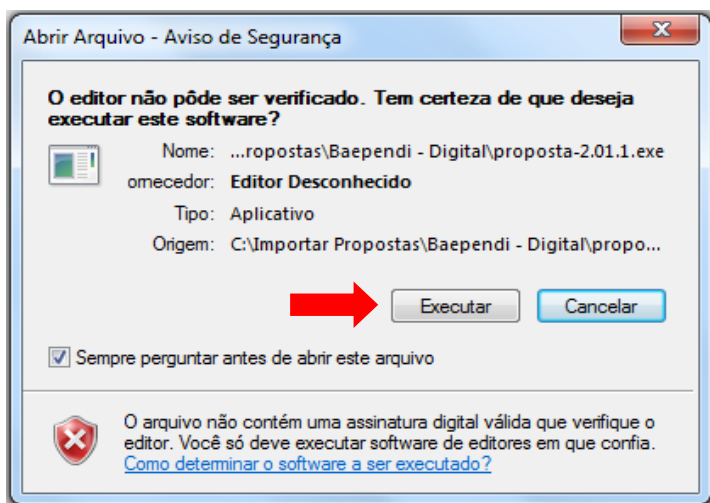 Abrir Arquivo - Aviso de Segurança
O editor não pôde ser verificado. Tem certeza de que deseja
executar este software?
Nome: ...ropostas\Baependi - Digital\proposta-2.01.1.exe
omecedor: Editor Desconhecido
Tipo: Aplicativo
Origem: C:\Importar Propostas\Baependi - Digital\propo...
Executar Cancelar
Sempre perguntar antes de abrir este arquivo
O arquivo não contém uma assinatura digital válida que verifique o
editor. Você só deve executar software de editores em que confia.
Como determinar o software a ser executado?